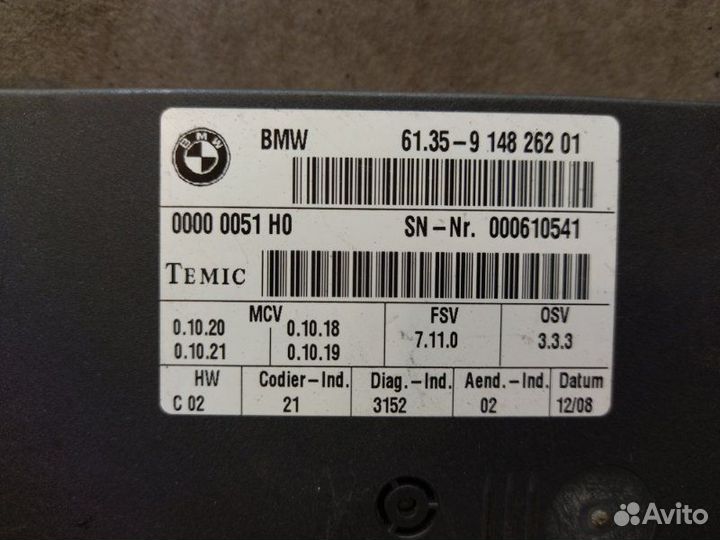 BMW
BMW 61.35-9 148 262 01
0000 0051 H0 SN-Nr. 000610541
TEMIC
MCV FSV OSV
0.10.20 0.10.18 7.11.0 3.3.3
0.10.21 0.10.19
HW Codier-Ind. Diag.-Ind. Aend.-Ind. Datum
C 02 21 3152 02 12/08
Avito